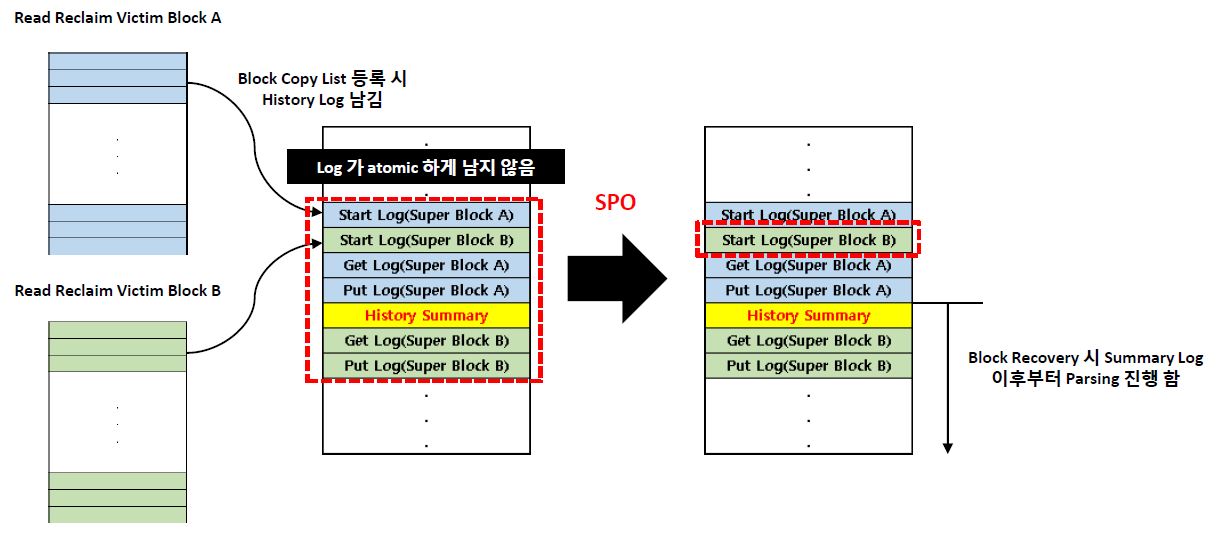 Read Reclaim Victim Block A
Block Copy List 등록 시
History Log 남김
Log 가 atomic 하게 남지 않음
Start Log(Super Block A)
Start Log(Super Block B)
Get Log(Super Block A)
Put Log(Super Block A)
History Summary
Get Log(Super Block B)
Put Log(Super Block B)
Read Reclaim Victim Block B
SPO
Start Log(Super Block A)
Start Log(Super Block B)
Get Log(Super Block A)
Put Log(Super Block A)
History Summary
Get Log(Super Block B)
Put Log(Super Block B)
Block Recovery 시 Summary Log
이후부터 Parsing 진행 함